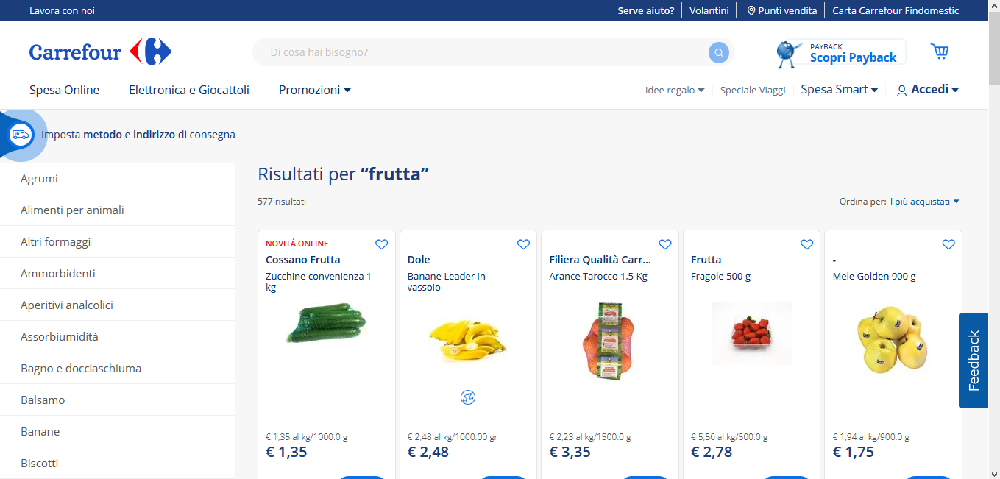 Lavora con noi
Serve aiuto?
Volantini
Punti vendita
Carta Carrefour Findomestic
Carrefour
Di cosa hai bisogno?
PAYBACK
Scopri Payback
Spesa Online
Elettronica e Giocattoli
Promozioni
Idee regalo
Speciale Viaggi
Spesa Smart
Accedi
Imposta metodo e indirizzo di consegna
Agrumi
Alimenti per animali
Altri formaggi
Ammorbidenti
Aperitivi analcolici
Assorbiumidità
Bagno e docciaschiuma
Balsamo
Banane
Biscotti
Risultati per “frutta”
577 risultati
Ordina per: I più acquistati
NOVITÁ ONLINE
Cossano Frutta
Zucchine convenienza 1
kg
€ 1,35 al kg/1000.0 g
€ 1,35
Dole
Banane Leader in
vassoio
€ 2,48 al kg/1000.00 gr
€ 2,48
Filiera Qualità Carr...
Arance Tarocco 1,5 Kg
€ 2,23 al kg/1500.0 g
€ 3,35
Frutta
Fragole 500 g
€ 5,56 al kg/500.0 g
€ 2,78
-
Mele Golden 900 g
€ 1,94 al kg/900.0 g
€ 1,75
Feedback